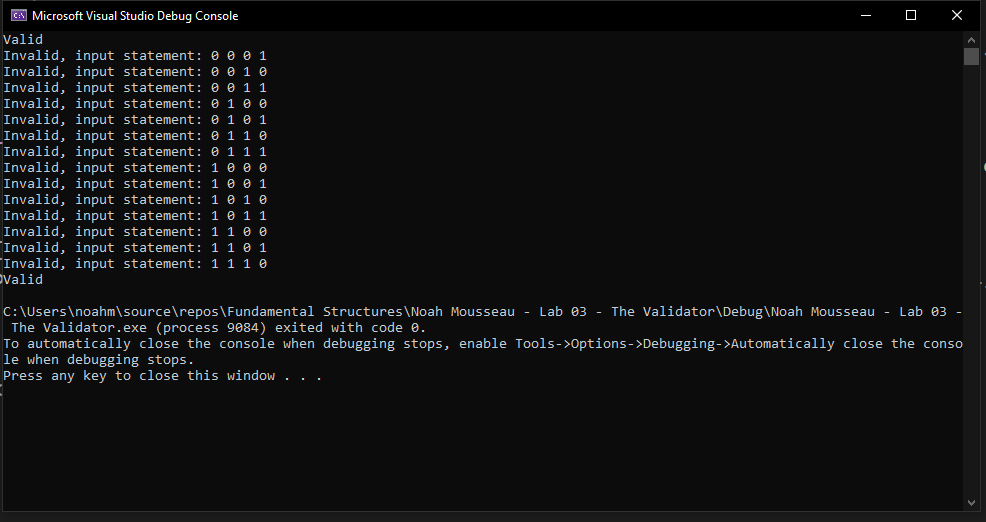 Microsoft Visual Studio Debug Console
Valid
Invalid, input statement: 0 0 0 1
Invalid, input statement: 0 0 1 0
Invalid, input statement: 0 0 1 1
Invalid, input statement: 0 1 0 0
Invalid, input statement: 0 1 0 1
Invalid, input statement: 0 1 1 0
Invalid, input statement: 0 1 1 1
Invalid, input statement: 1 0 0 0
Invalid, input statement: 1 0 0 1
Invalid, input statement: 1 0 1 0
Invalid, input statement: 1 0 1 1
Invalid, input statement: 1 1 0 0
Invalid, input statement: 1 1 0 1
Invalid, input statement: 1 1 1 0
Valid
C:\Users\noahm\source\repos\Fundamental Structures\Noah Mousseau - Lab 03 - The Validator\Debug\Noah Mousseau - Lab 03 -
 The Validator.exe (process 9084) exited with code 0.
To automatically close the console when debugging stops, enable Tools->Options->Debugging->Automatically close the conso
le when debugging stops.
Press any key to close this window . . .